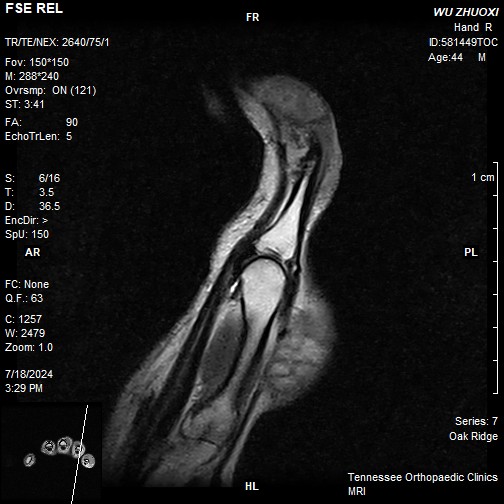 FSE REL
TR/TE/NEX: 2640/75/1
Fov: 150*150
M: 288*240
Ovrsmp: ON (121)
ST: 3:41
FA: 90
EchoTrLen: 5
S: 6/16
T: 3.5
D: 36.5
EncDir: >
SpU: 150
AR
FC: None
Q.F.: 63
C: 1257
W: 2479
Zoom: 1.0
7/18/2024
3:29 PM
FR
WU ZHUOXI
Hand R
ID:581449TOC
Age:44 M
1 cm
PL
Series: 7
Oak Ridge
Tennessee Orthopaedic Clinics
MRI
HL